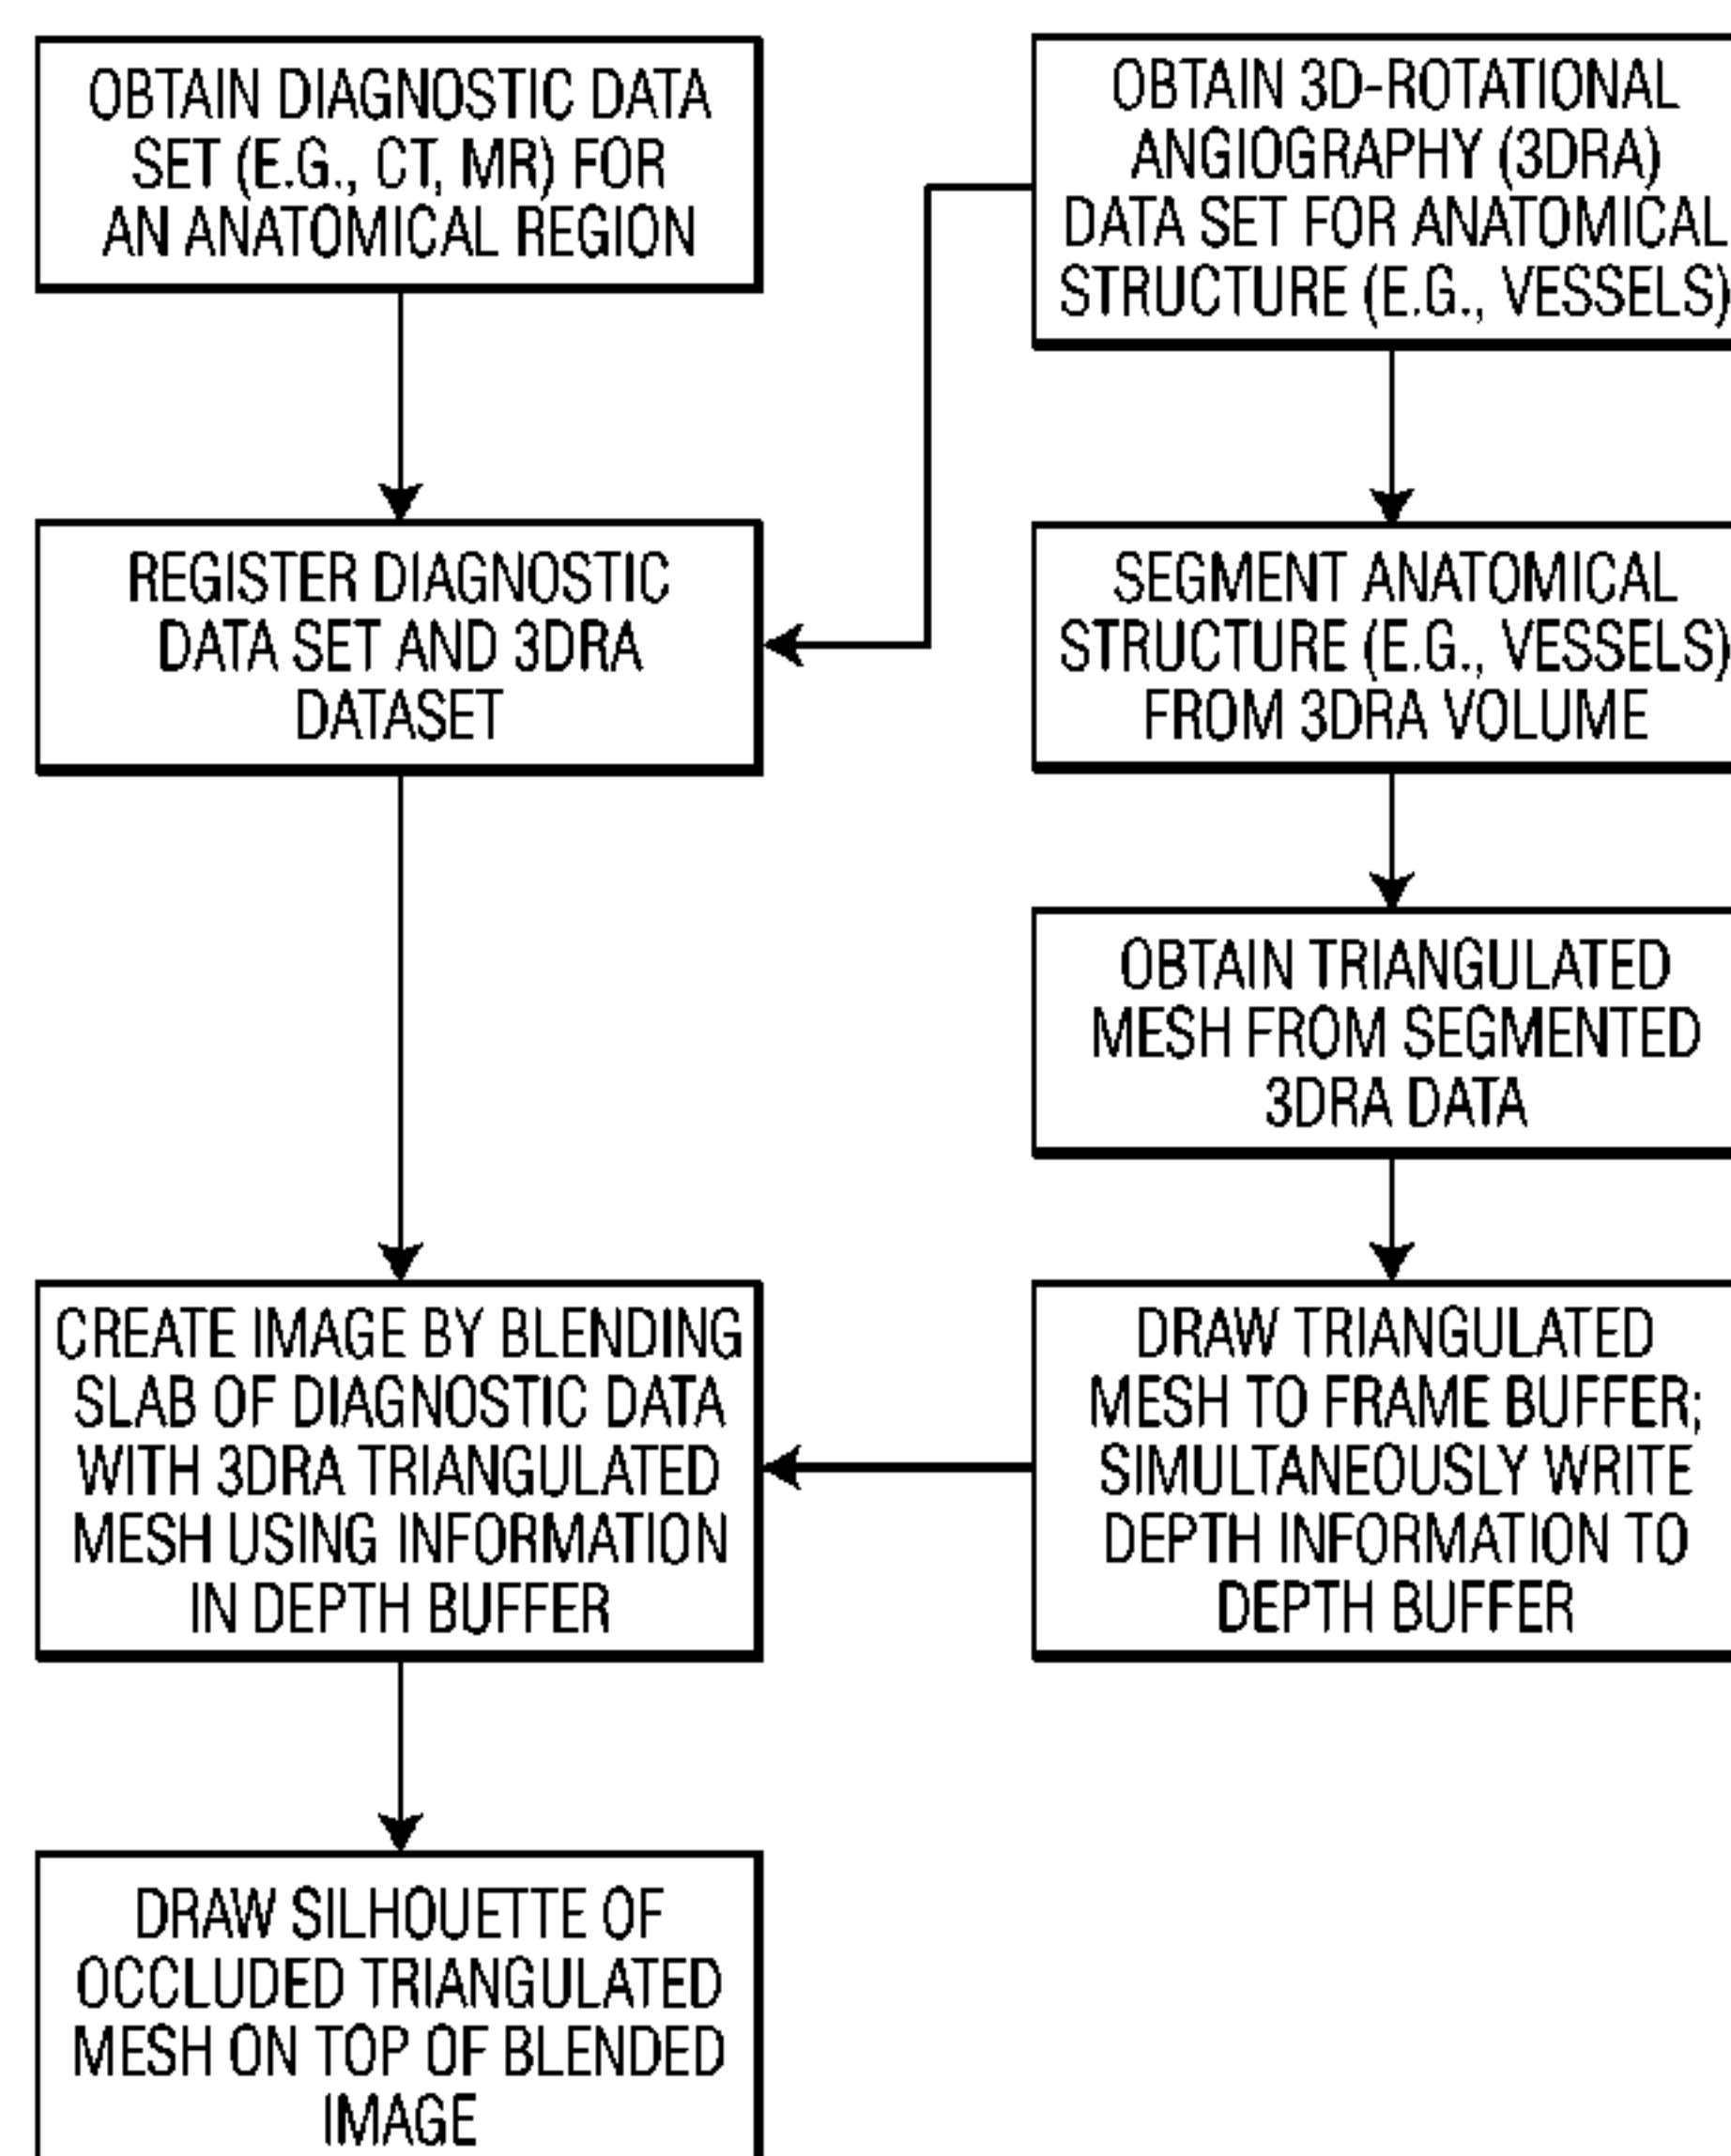 OBTAIN DIAGNOSTIC DATA
SET (E.G., CT, MR) FOR
AN ANATOMICAL REGION
OBTAIN 3D-ROTATIONAL
ANGIOGRAPHY (3DRA)
DATA SET FOR ANATOMICAL
STRUCTURE (E.G., VESSELS)
REGISTER DIAGNOSTIC
DATA SET AND 3DRA
DATASET
SEGMENT ANATOMICAL
STRUCTURE (E.G., VESSELS)
FROM 3DRA VOLUME
OBTAIN TRIANGULATED
MESH FROM SEGMENTED
3DRA DATA
CREATE IMAGE BY BLENDING
SLAB OF DIAGNOSTIC DATA
WITH 3DRA TRIANGULATED
MESH USING INFORMATION
IN DEPTH BUFFER
DRAW TRIANGULATED
MESH TO FRAME BUFFER;
SIMULTANEOUSLY WRITE
DEPTH INFORMATION TO
DEPTH BUFFER
DRAW SILHOUETTE OF
OCCLUDED TRIANGULATED
MESH ON TOP OF BLENDED
IMAGE